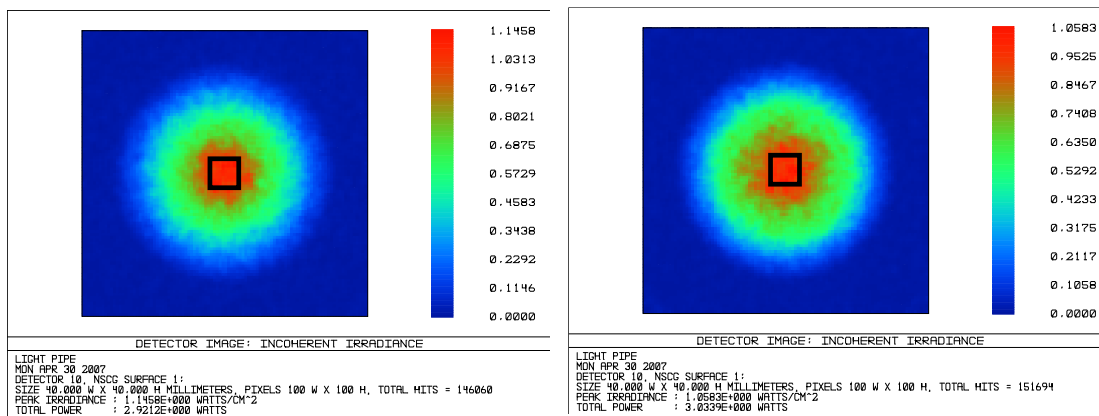 1.1458
1.0313
0.9167
0.8021
0.6875
0.5729
0.4583
0.3438
0.2292
0.1146
0.0000
DETECTOR IMAGE: INCOHERENT IRRADIANCE
LIGHT PIPE
MON APR 30 2007
DETECTOR 10, NSCG SURFACE 1:
SIZE 40.000 W X 40.000 H MILLIMETERS, PIXELS 100 W X 100 H, TOTAL HITS = 146060
PEAK IRRADIANCE : 1.1458E+000 WATTS/CM^2
TOTAL POWER : 2.9212E+000 WATTS
1.0583
0.9525
0.8467
0.7408
0.6350
0.5292
0.4233
0.3175
0.2117
0.1058
0.0000
DETECTOR IMAGE: INCOHERENT IRRADIANCE
LIGHT PIPE
MON APR 30 2007
DETECTOR 10, NSCG SURFACE 1:
SIZE 40.000 W X 40.000 H MILLIMETERS, PIXELS 100 W X 100 H, TOTAL HITS = 151694
PEAK IRRADIANCE : 1.0583E+000 WATTS/CM^2
TOTAL POWER : 3.0339E+000 WATTS